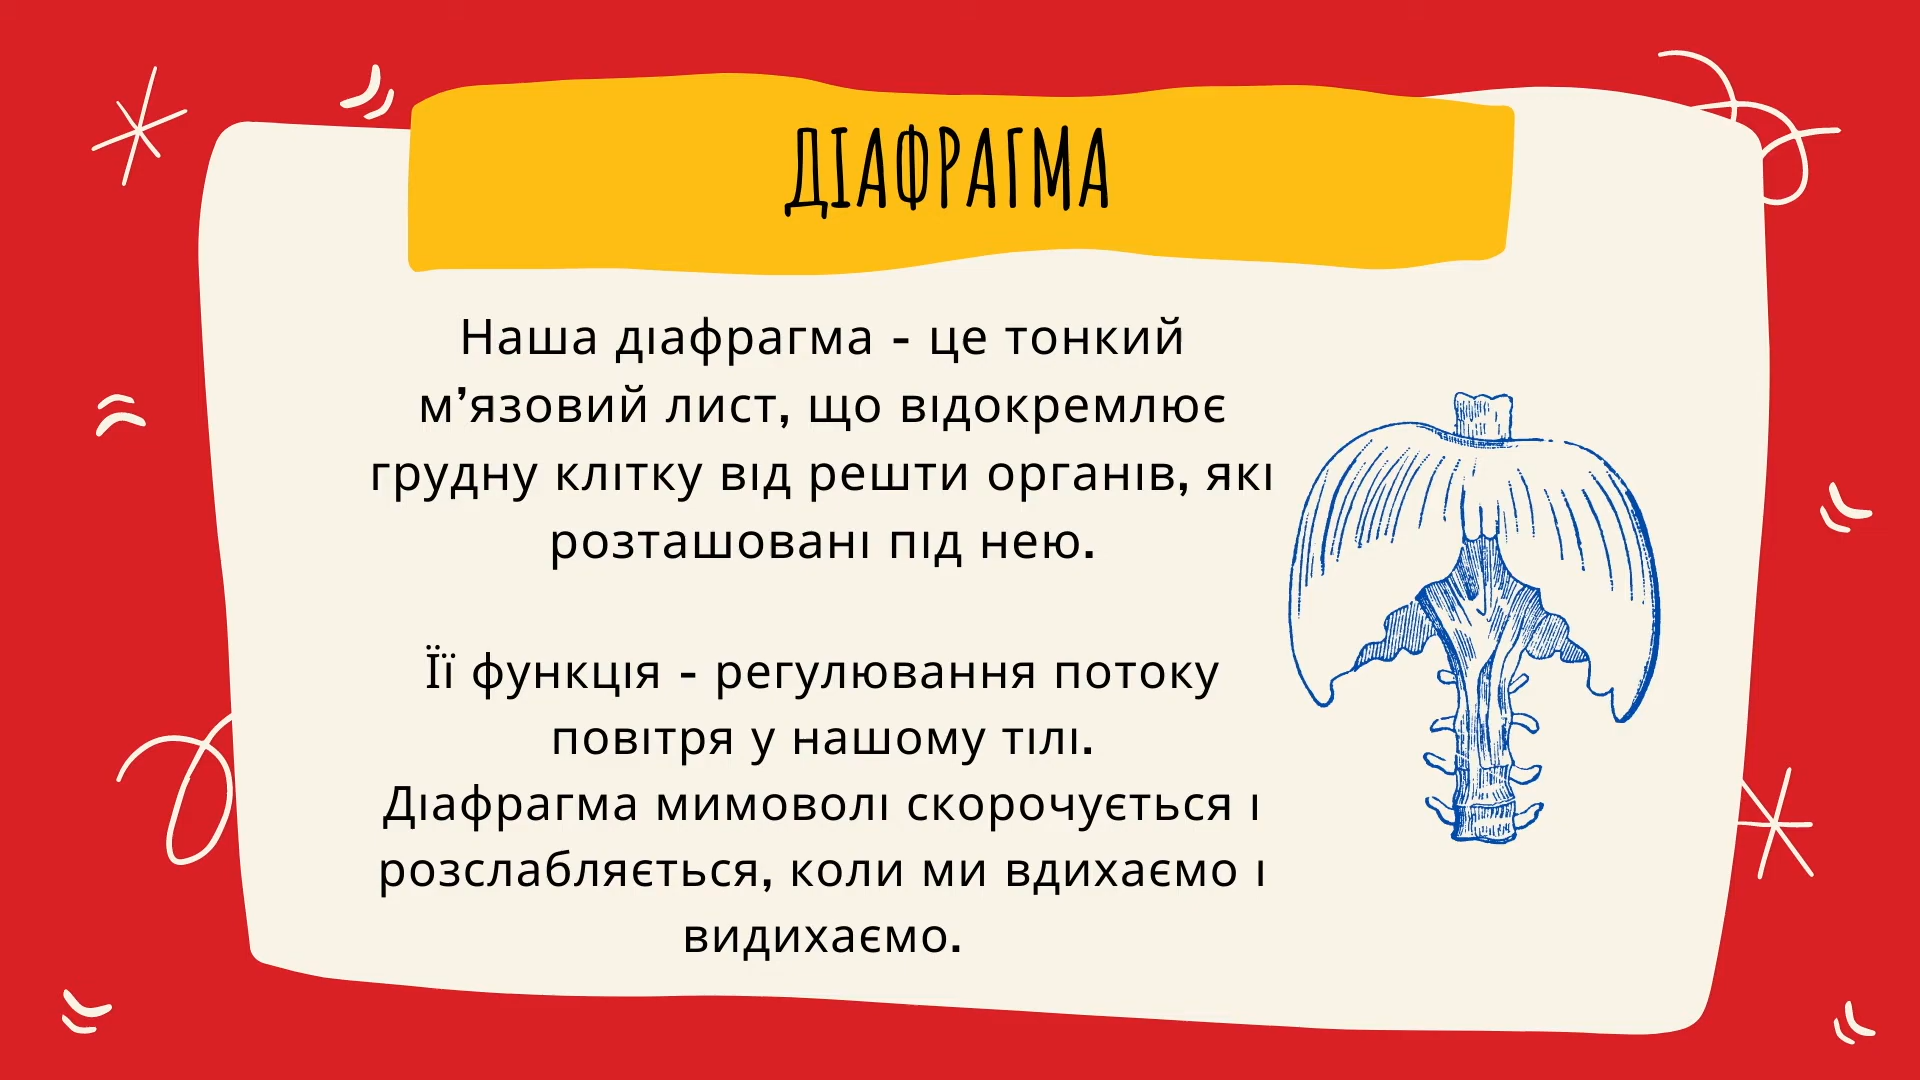 ДІАФРАГМА
Наша діафрагма - це тонкий
м’язовий лист, що відокремлює
грудну клітку від решти органів, які
розташовані під нею.
Її функція - регулювання потоку
повітря у нашому тілі.
Діафрагма мимоволі скорочується і
розслабляється, коли ми вдихаємо і
видихаємо.